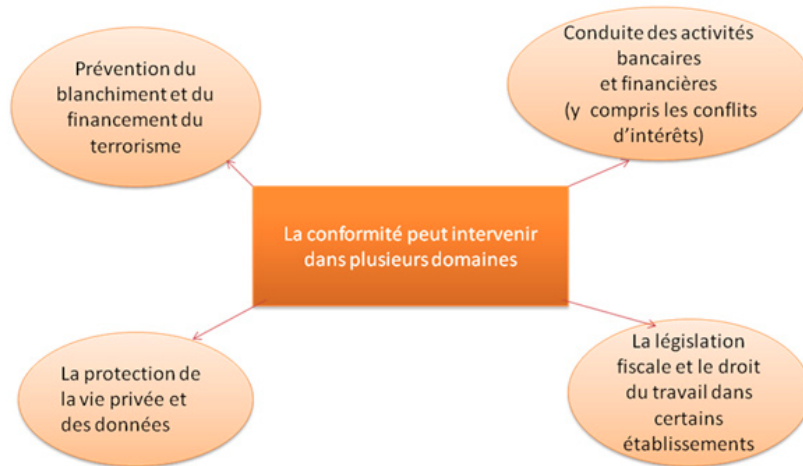 Prévention du
blanchiment et du
financement du
terrorisme
Conduite des activités
bancaires
et financières
(y compris les conflits
d'intérêts)
La conformité peut intervenir
dans plusieurs domaines
La protection de
la vie privée et
des données
La législation
fiscale et le droit
du travail dans
certains
établissements